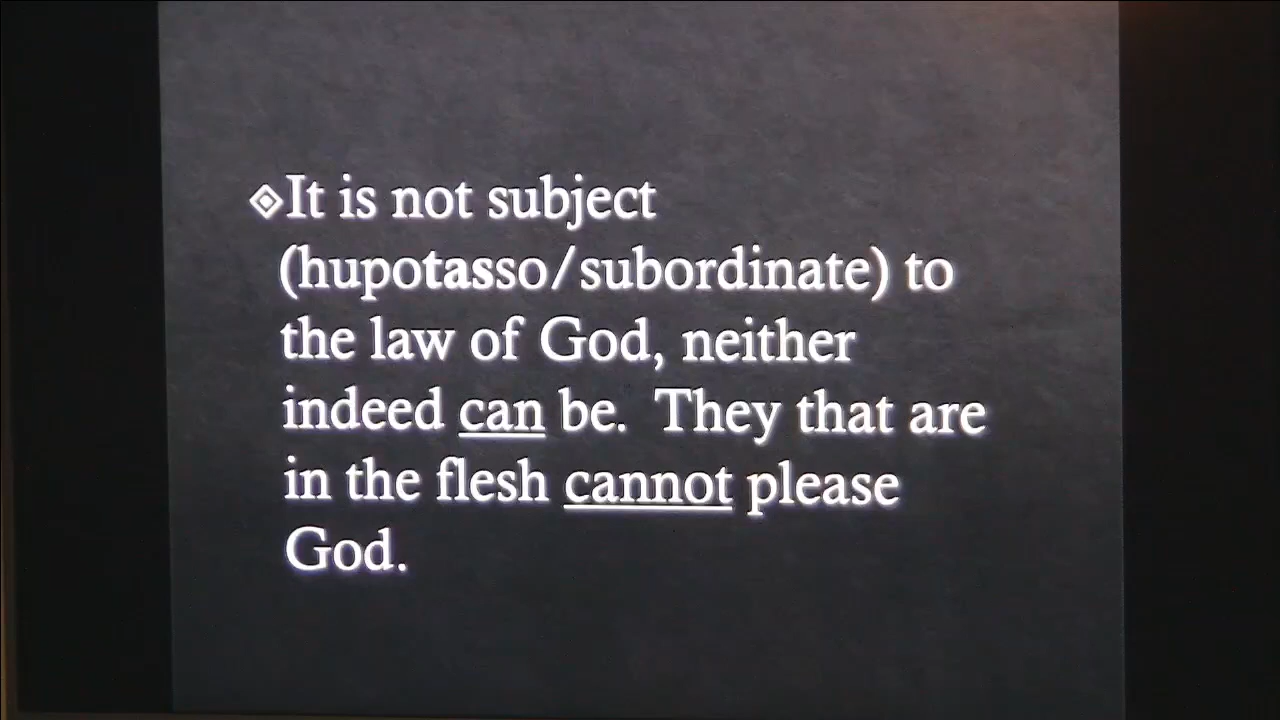 It is not subject
(hupotasso/subordinate) to
the law of God, neither
indeed can be. They that are
in the flesh cannot please
God.